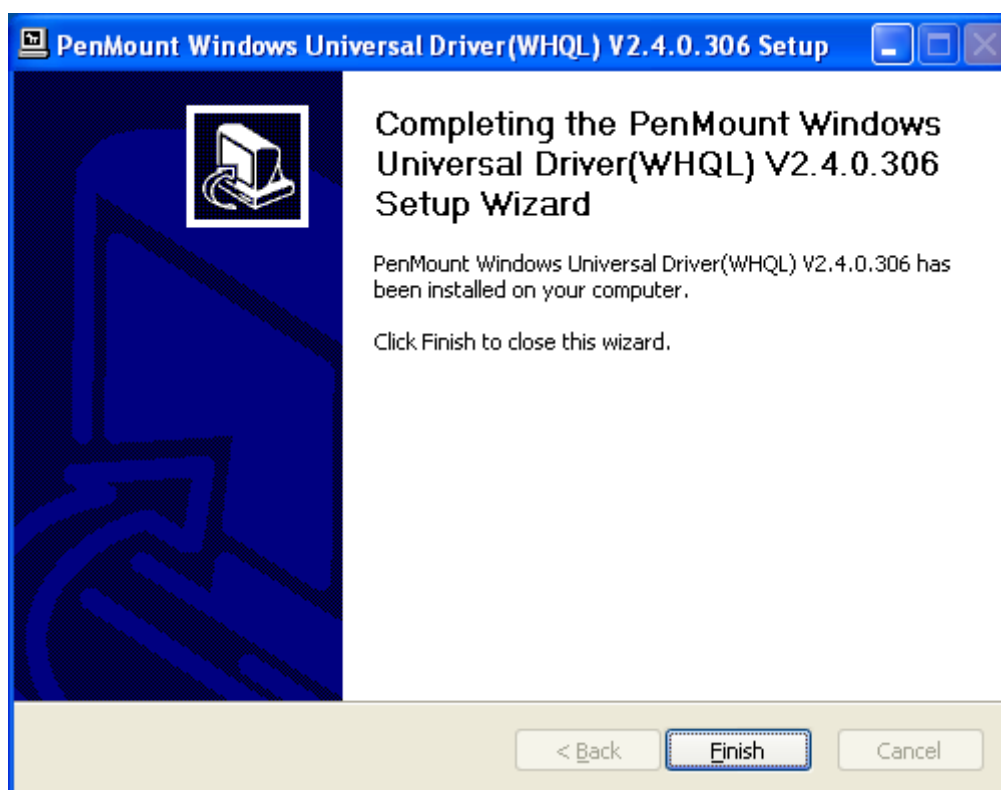 PenMount Windows Universal Driver(WHQL) V2.4.0.306 Setup
Completing the PenMount Windows
Universal Driver(WHQL) V2.4.0.306
Setup Wizard
PenMount Windows Universal Driver(WHQL) V2.4.0.306 has
been installed on your computer.
Click Finish to close this wizard.
< Back
Finish
Cancel